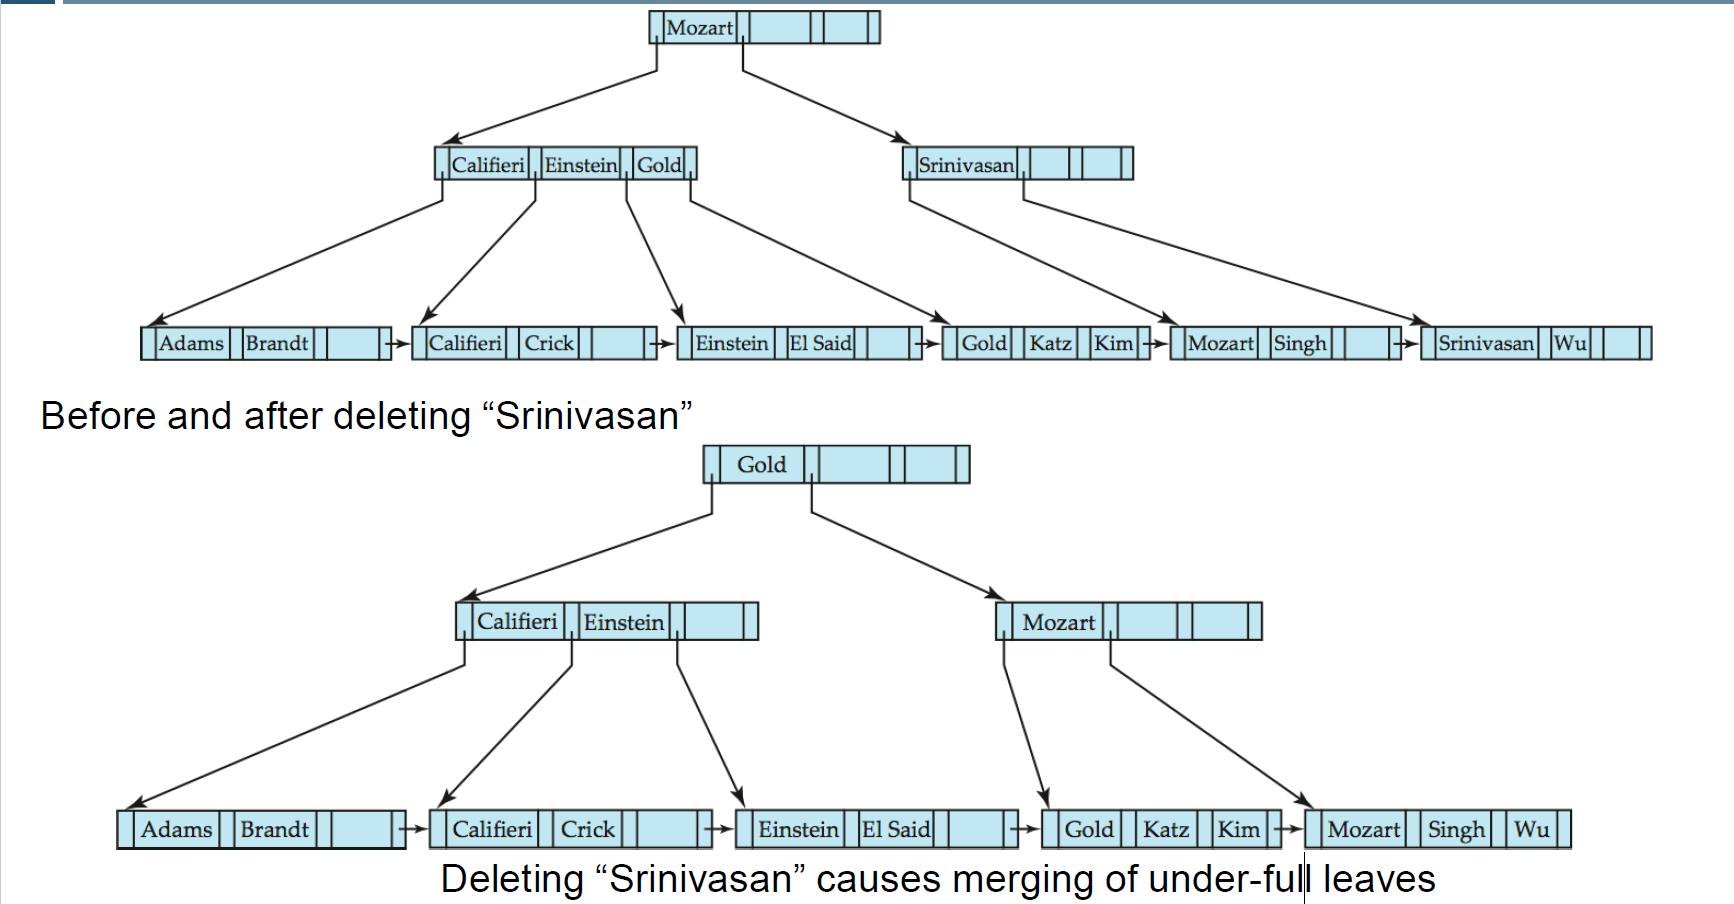 Mozart
Califieri Einstein Gold Srinivasan
Adams Brandt Califieri Crick Einstein El Said Gold Katz Kim Mozart Singh Srinivasan Wu
Before and after deleting “Srinivasan”
Gold
Califieri Einstein Mozart
Adams Brandt Califieri Crick Einstein El Said Gold Katz Kim Mozart Singh Wu
Deleting “Srinivasan” causes merging of under-full leaves